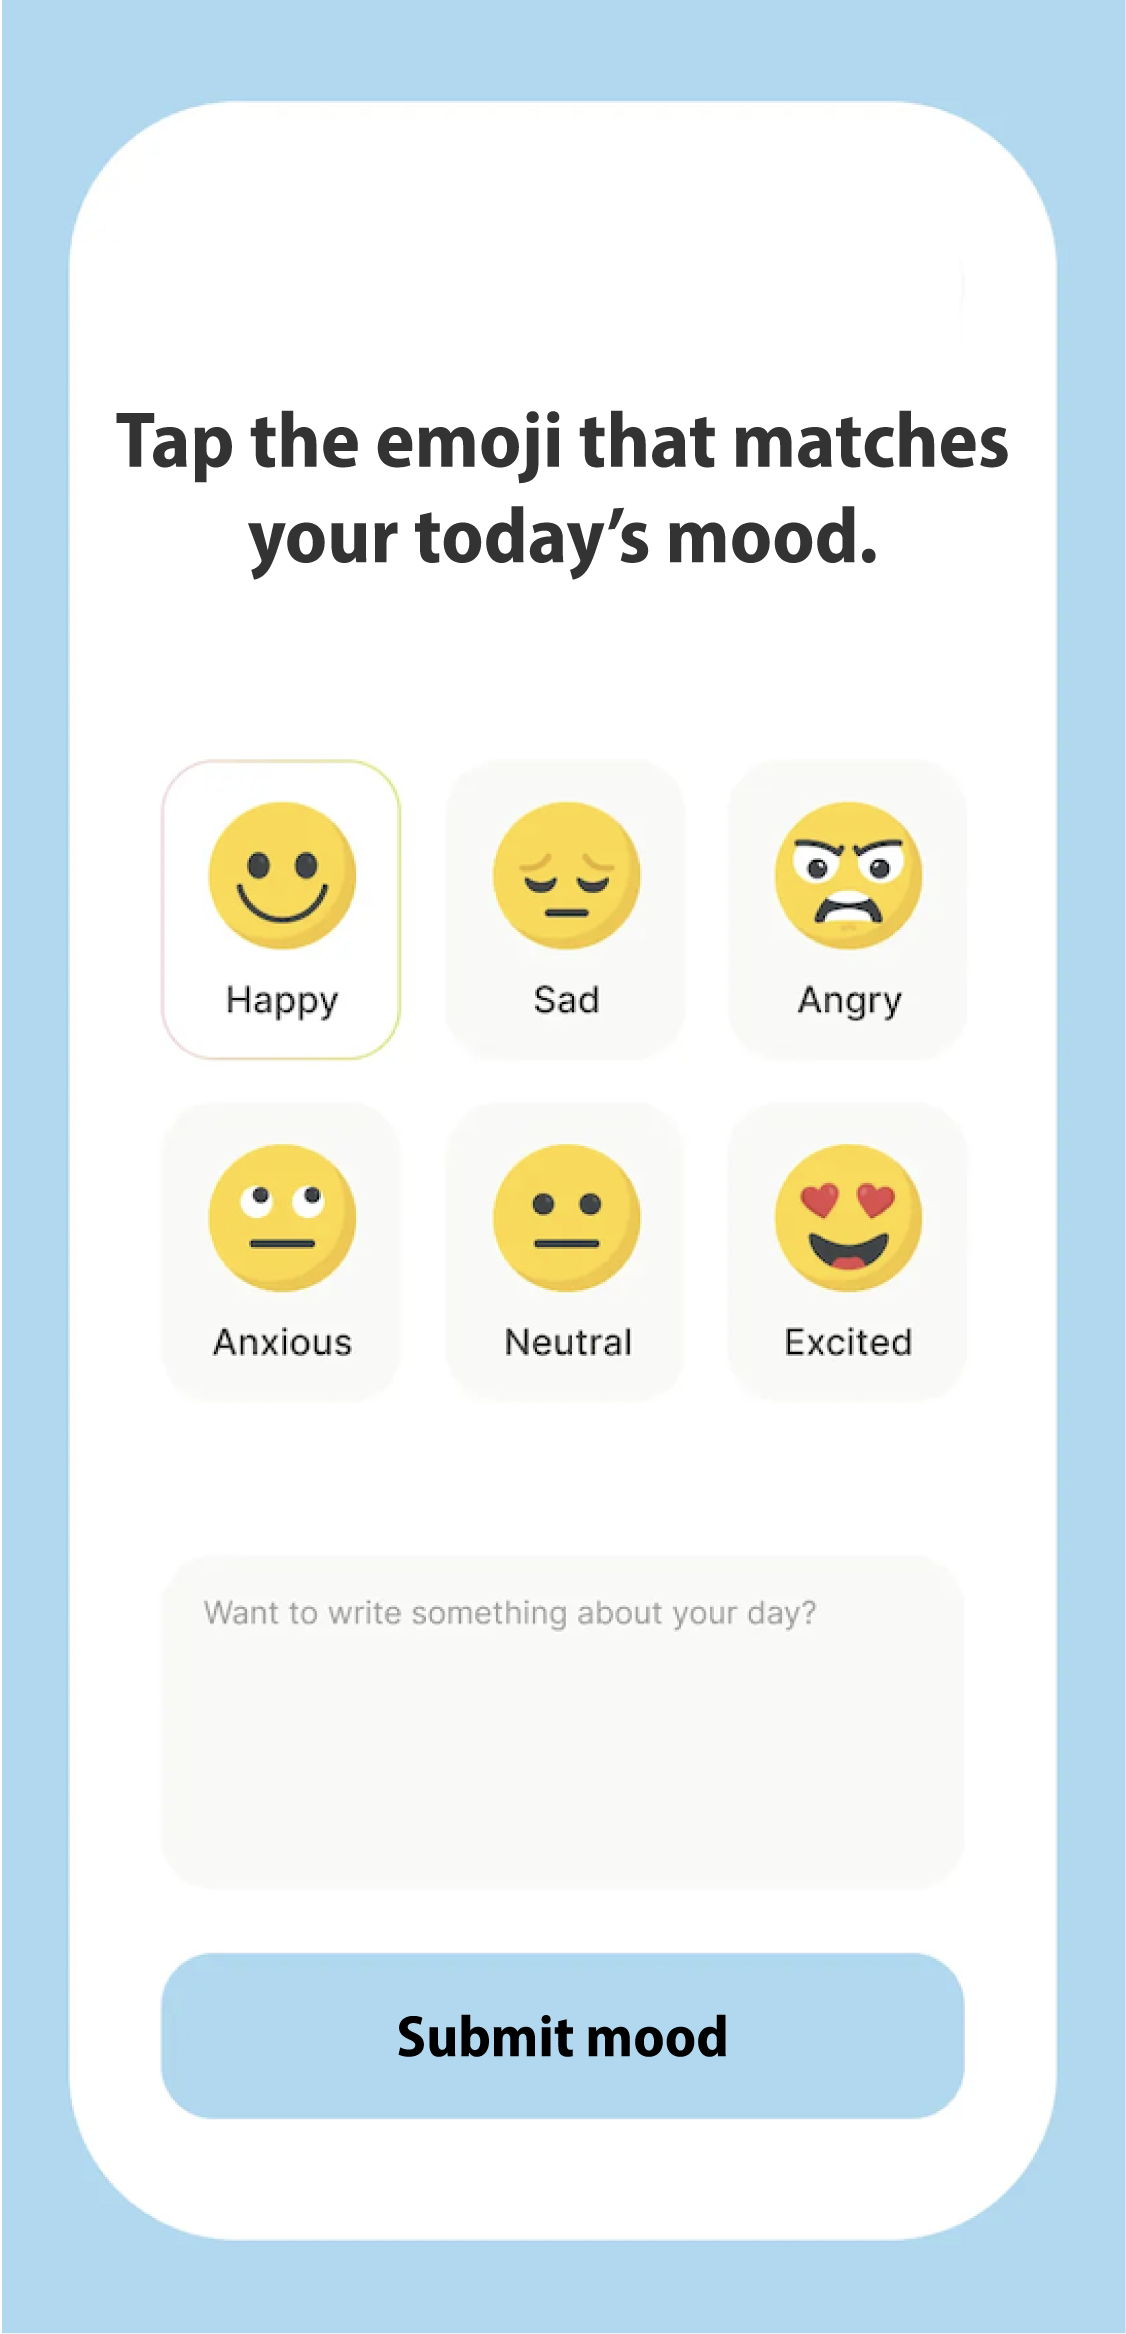 Tap the emoji that matches
your today’s mood.
Happy
Sad
Angry
Anxious
Neutral
Excited
Want to write something about your day?
Submit mood